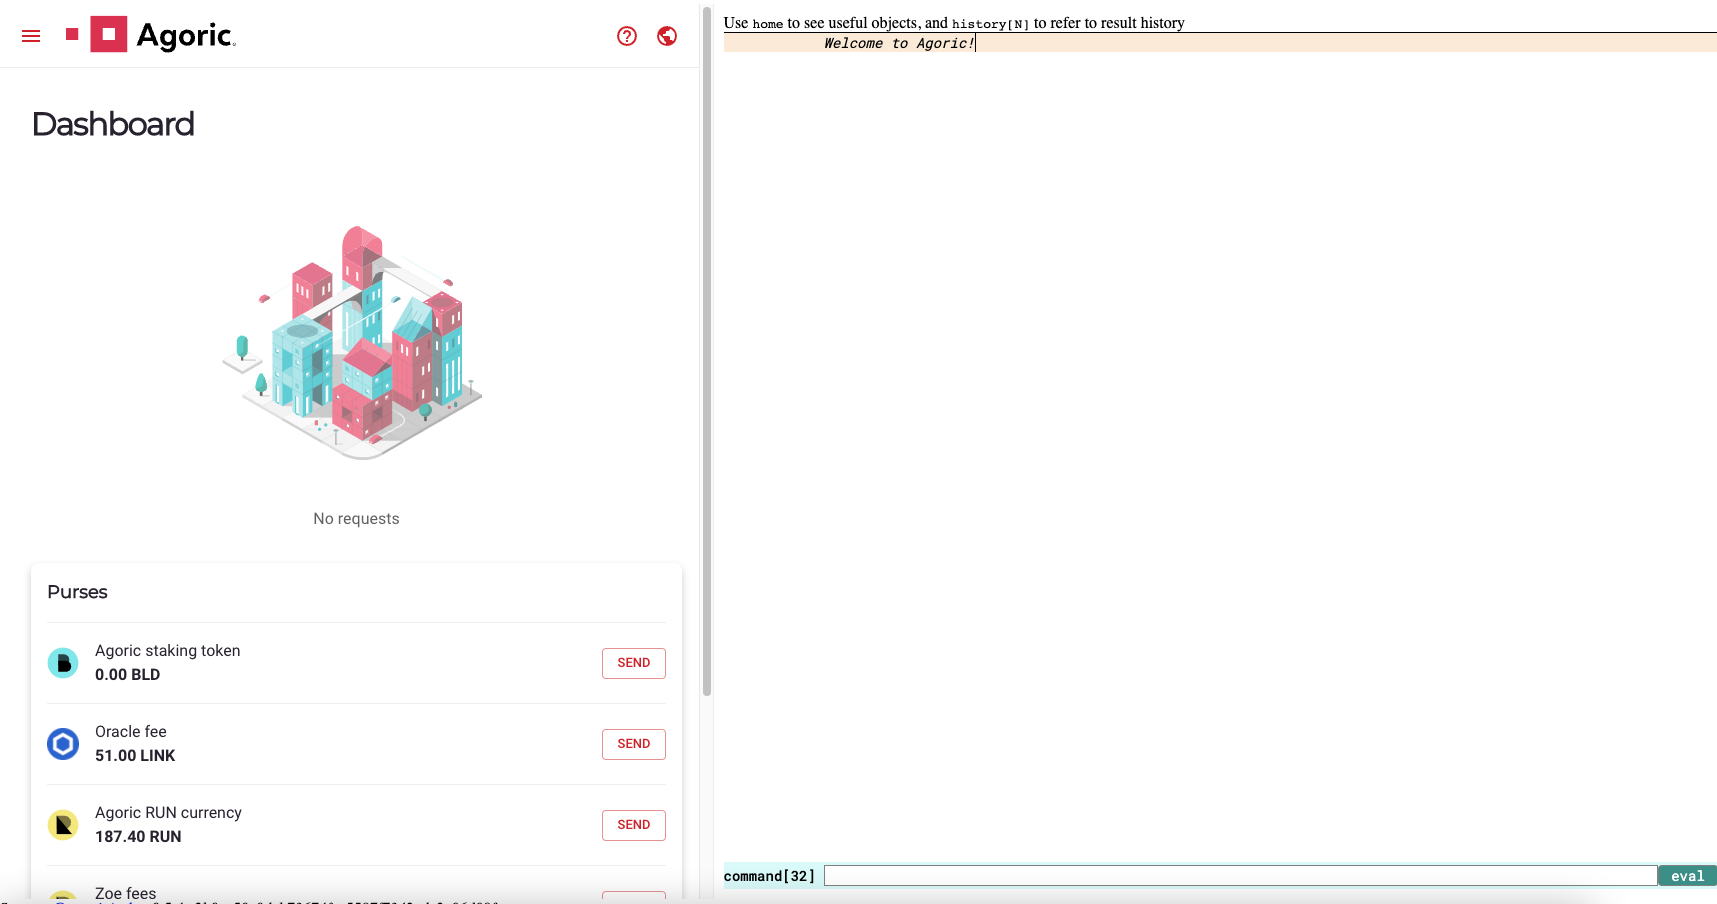 Agoric
Dashboard
No requests
Purses
Agoric staking token
0.00 BLD
SEND
Oracle fee
51.00 LINK
SEND
Agoric RUN currency
187.40 RUN
SEND
Zoe fees
Use home to see useful objects, and history[N] to refer to result history
Welcome to Agoric!
command[32]
eval